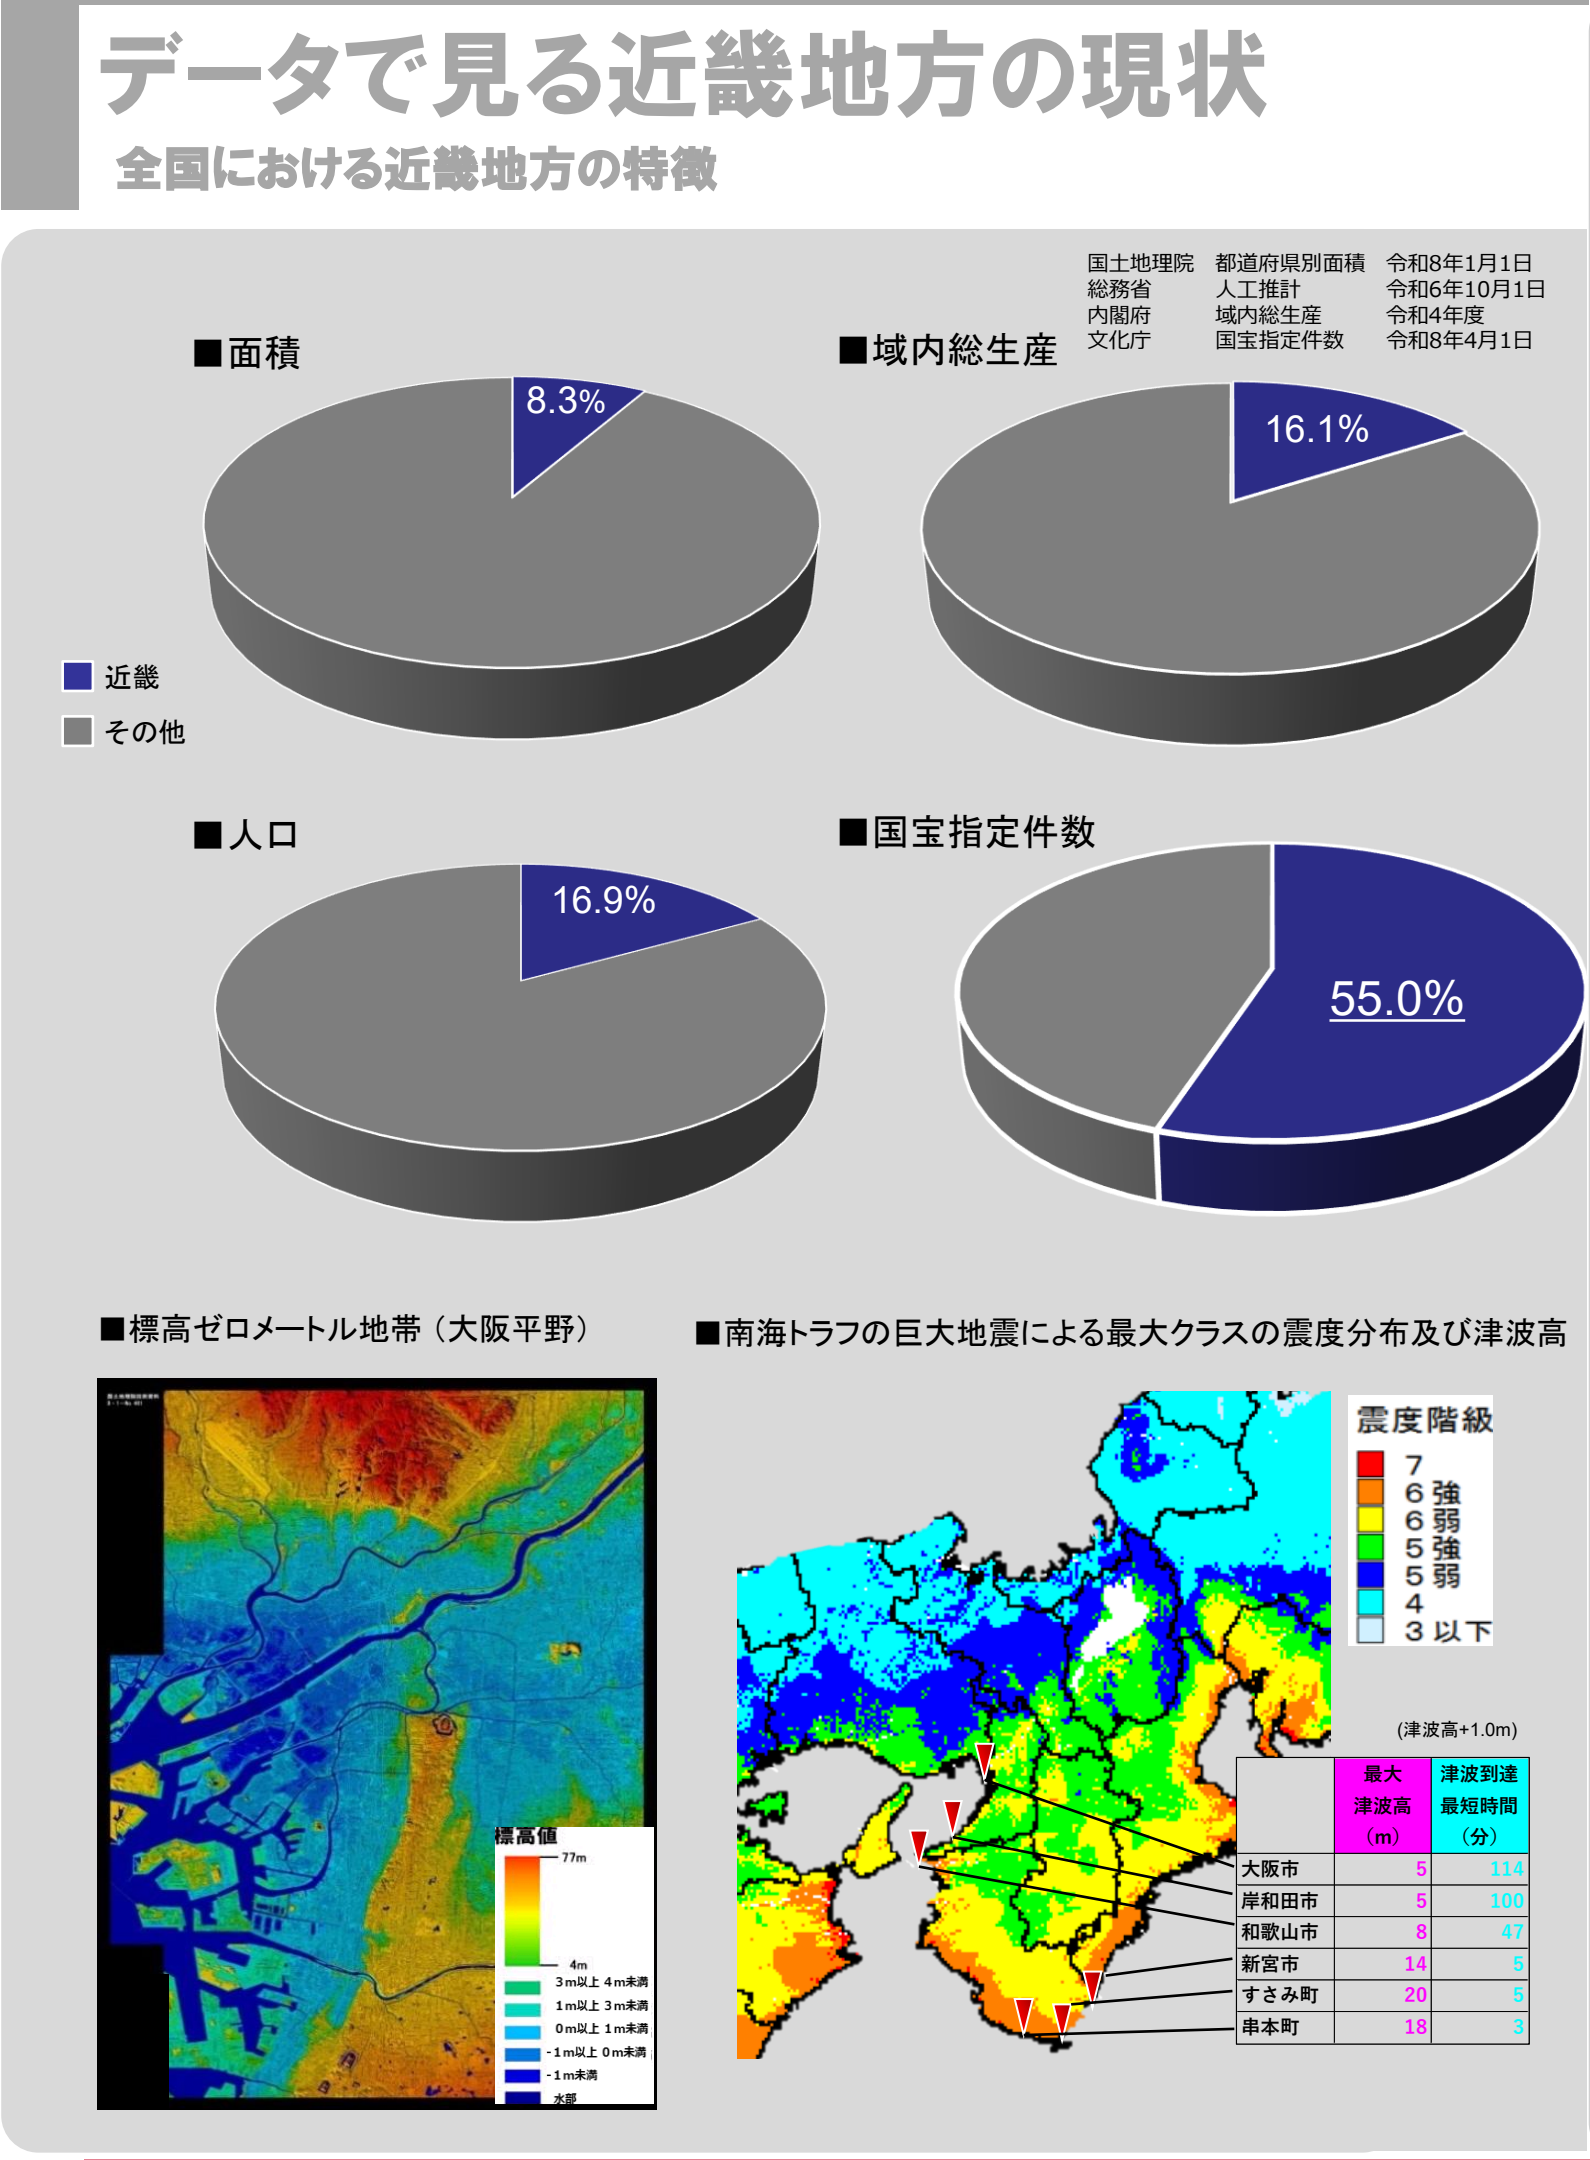 データで見る近畿地方の現状
全国における近畿地方の特徴
国土地理院 都道府県別面積 令和8年1月1日
総務省 人工推計 令和6年10月1日
内閣府 域内総生産 令和4年度
文化庁 国宝指定件数 令和8年4月1日
■面積
8.3%
■域内総生産
16.1%
近畿
その他
■人口
16.9%
■国宝指定件数
55.0%
■標高ゼロメートル地帯（大阪平野）
標高値
77m
4m
3m以上 4m未満
1m以上 3m未満
0m以上 1m未満
-1m以上 0m未満
-1m未満
水部
■南海トラフの巨大地震による最大クラスの震度分布及び津波高
震度階級
7
6強
6弱
5強
5弱
4
3以下
(津波高+1.0m)
最大 津波到達
津波高 最短時間
（m） （分）
大阪市 5 114
岸和田市 5 100
和歌山市 8 47
新宮市 14 5
すさみ町 20 5
串本町 18 3